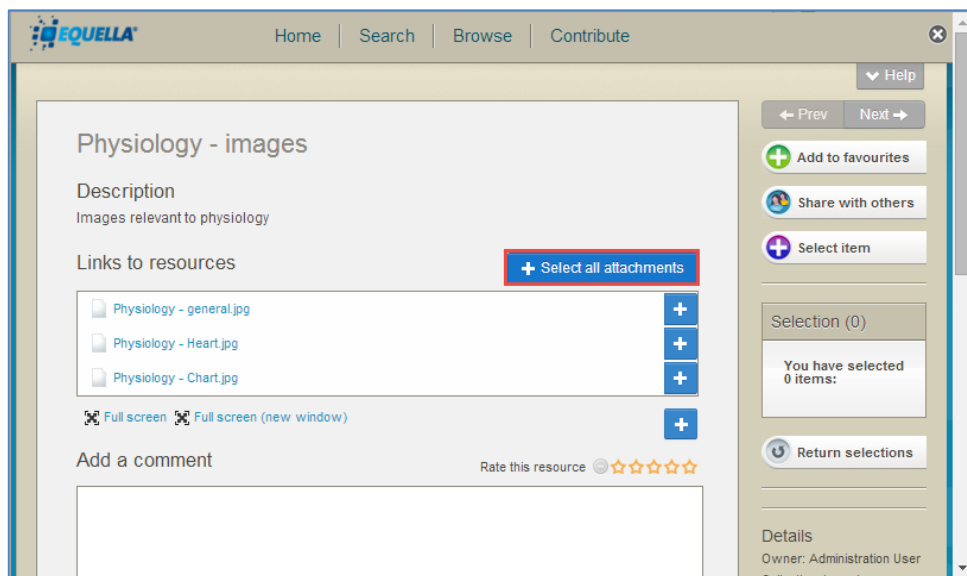 EQUELLA
Home Search Browse Contribute
Help
Prev Next
Physiology - images
Add to favourites
Description
Images relevant to physiology
Share with others
Select item
Links to resources
Select all attachments
Physiology - general.jpg
Physiology - Heart.jpg
Physiology - Chart.jpg
Full screen Full screen (new window)
Selection (0)
You have selected
0 items:
Add a comment
Rate this resource
Return selections
Details
Owner: Administration User